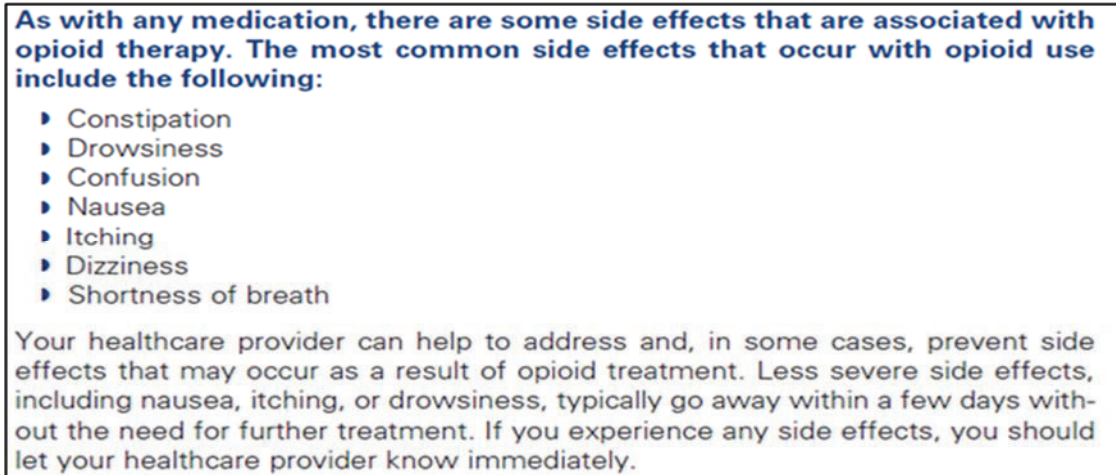 As with any medication, there are some side effects that are associated with
opioid therapy. The most common side effects that occur with opioid use
include the following:
◗ Constipation
◗ Drowsiness
◗ Confusion
◗ Nausea
◗ Itching
◗ Dizziness
◗ Shortness of breath
Your healthcare provider can help to address and, in some cases, prevent side
effects that may occur as a result of opioid treatment. Less severe side effects,
including nausea, itching, or drowsiness, typically go away within a few days with-
out the need for further treatment. If you experience any side effects, you should
let your healthcare provider know immediately.